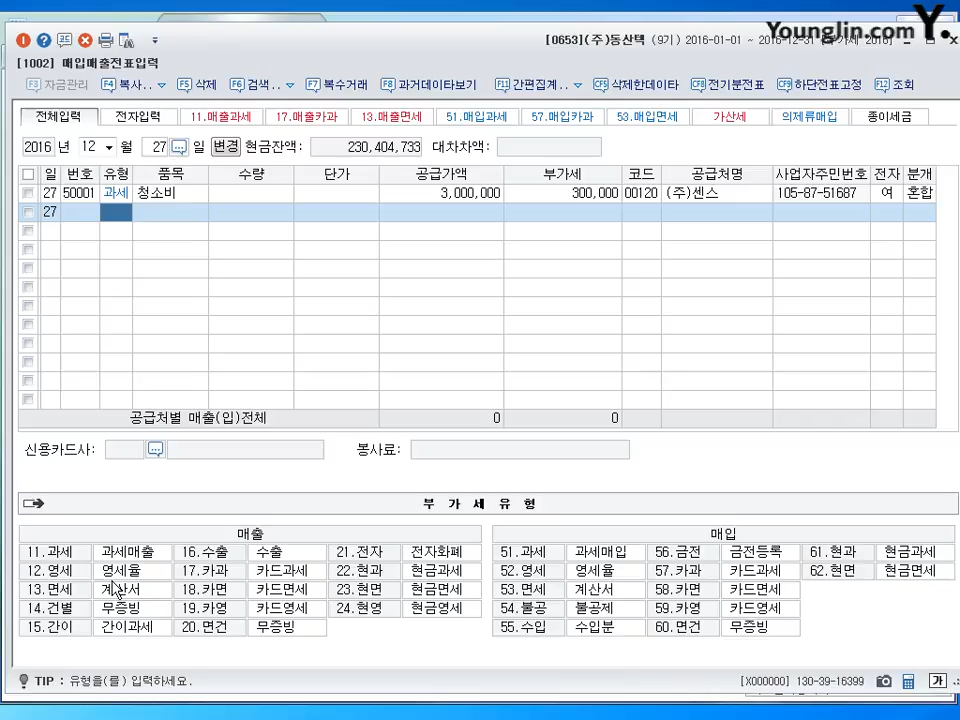 Younglin.com Y.
[0653](주)동산택 (9기) 2016-01-01 ~ 2016-12-31
[1002] 매입매출전표입력
F3 자금관리 F4 복사.. F5 삭제 F6 검색.. F7 복수거래 F8 과거데이타보기 F11 간편집계.. CF5 삭제한데이타 CF8 전기분전표 CF9 하단전표고정 F12 조회
전체입력 전자입력 11.매출과세 17.매출카과 13.매출면세 51.매입과세 57.매입카과 53.매입면세 가산세 의제류매입 종이세금
2016 년 12 월 27 일 변경 현금잔액: 230,404,733 대차차액:
일 번호 유형 품목 수량 단가 공급가액 부가세 코드 공급처명 사업자주민번호 전자 분개
27 50001 과세 청소비 3,000,000 300,000 00120 (주)센스 105-87-51687 여 혼합
27
공급처별 매출(입)전체 0 0
신용카드사: 봉사료:
부 가 세 유 형
매출 매입
11.과세 과세매출 16.수출 수출 21.전자 전자화폐 51.과세 과세매입 56.금전 금전등록 61.현과 현금과세
12.영세 영세율 17.카과 카드과세 22.현과 현금과세 52.영세 영세율 57.카과 카드과세 62.현면 현금면세
13.면세 계산서 18.카면 카드면세 23.현면 현금면세 53.면세 계산서 58.카면 카드면세
14.건별 무증빙 19.카영 카드영세 24.현영 현금영세 54.불공 불공제 59.카영 카드영세
15.간이 간이과세 20.면건 무증빙 55.수입 수입분 60.면건 무증빙
TIP : 유형을(를) 입력하세요. [X000000] 130-39-16399 가